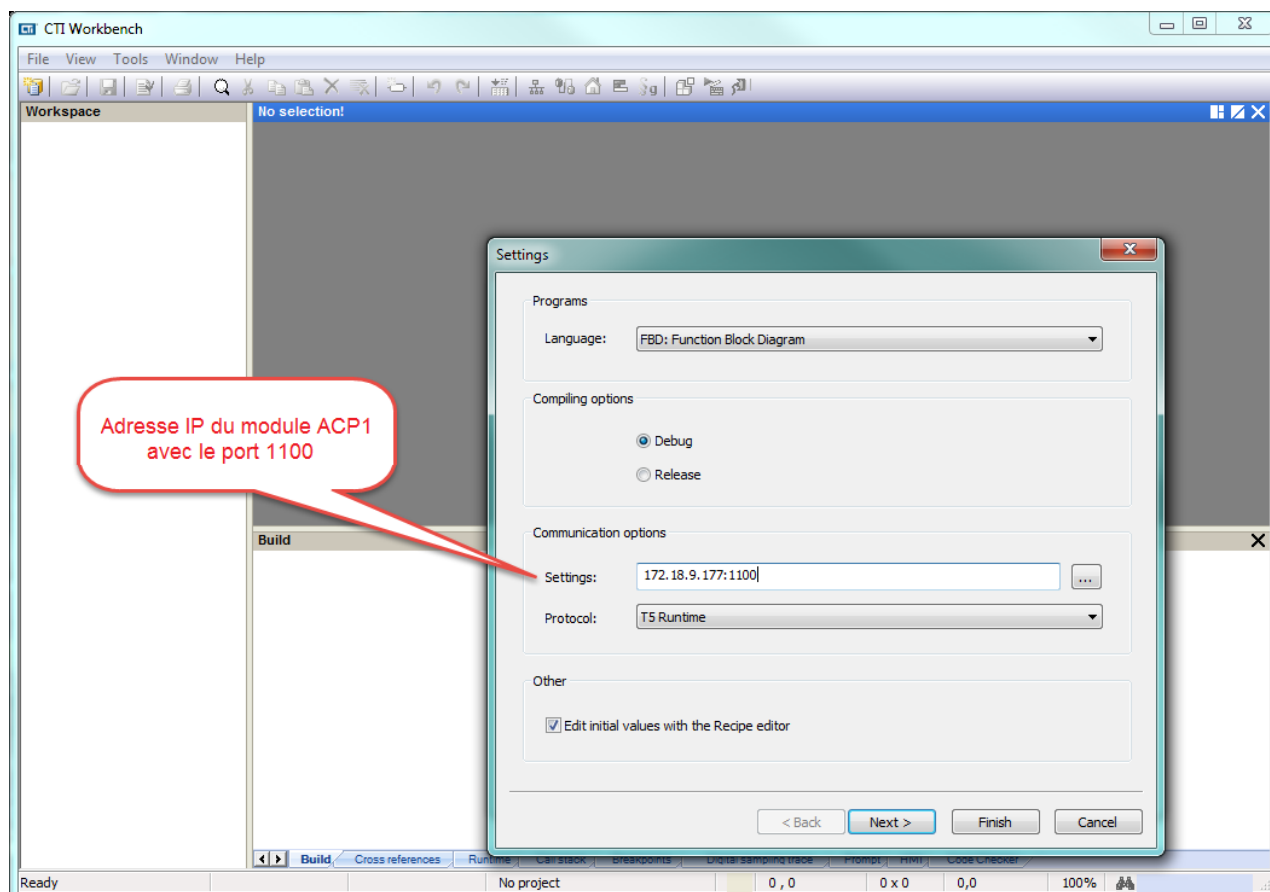 CTI Workbench
File View Tools Window Help
Workspace
No selection!
Settings
Programs
Language: FBD: Function Block Diagram
Adresse IP du module ACP1
avec le port 1100
Compiling options
Debug
Release
Build
Communication options
Settings: 172.18.9.177:1100 ...
Protocol: T5 Runtime
Other
Edit initial values with the Recipe editor
< Back Next > Finish Cancel
Build Cross references Runtime Call stack Breakpoints Digital sampling trace Prompt HMI Code Checker
Ready No project 0 , 0 0 x 0 0,0 100%